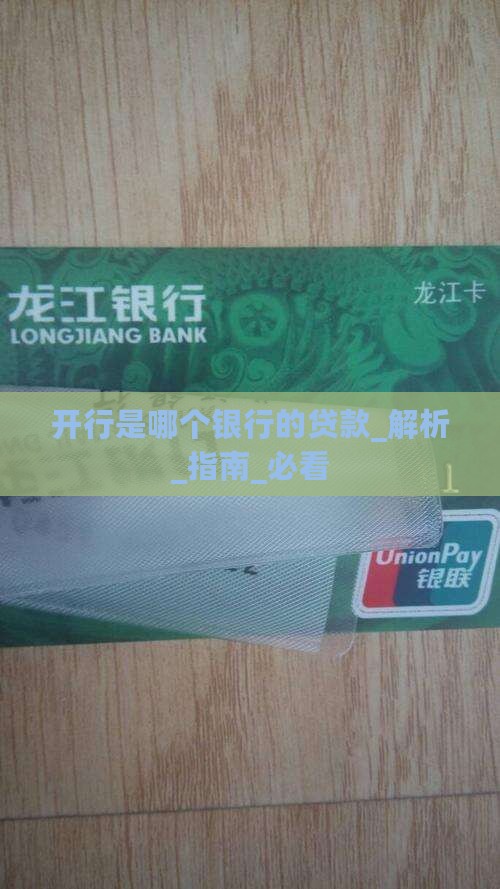 龙江银行
龙江卡
LONGJIANG BANK
开行是哪个银行的贷款_解析
_指南_必看
UnionPay
银联